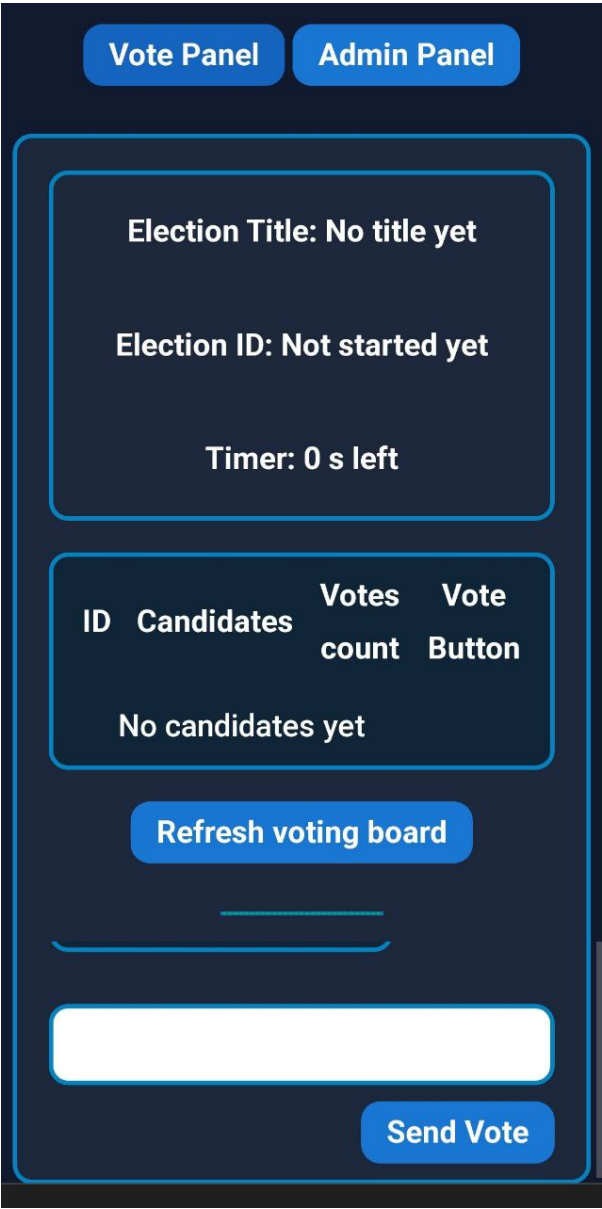 Vote Panel Admin Panel
Election Title: No title yet
Election ID: Not started yet
Timer: 0 s left
ID Candidates Votes count Vote Button
No candidates yet
Refresh voting board
Send Vote